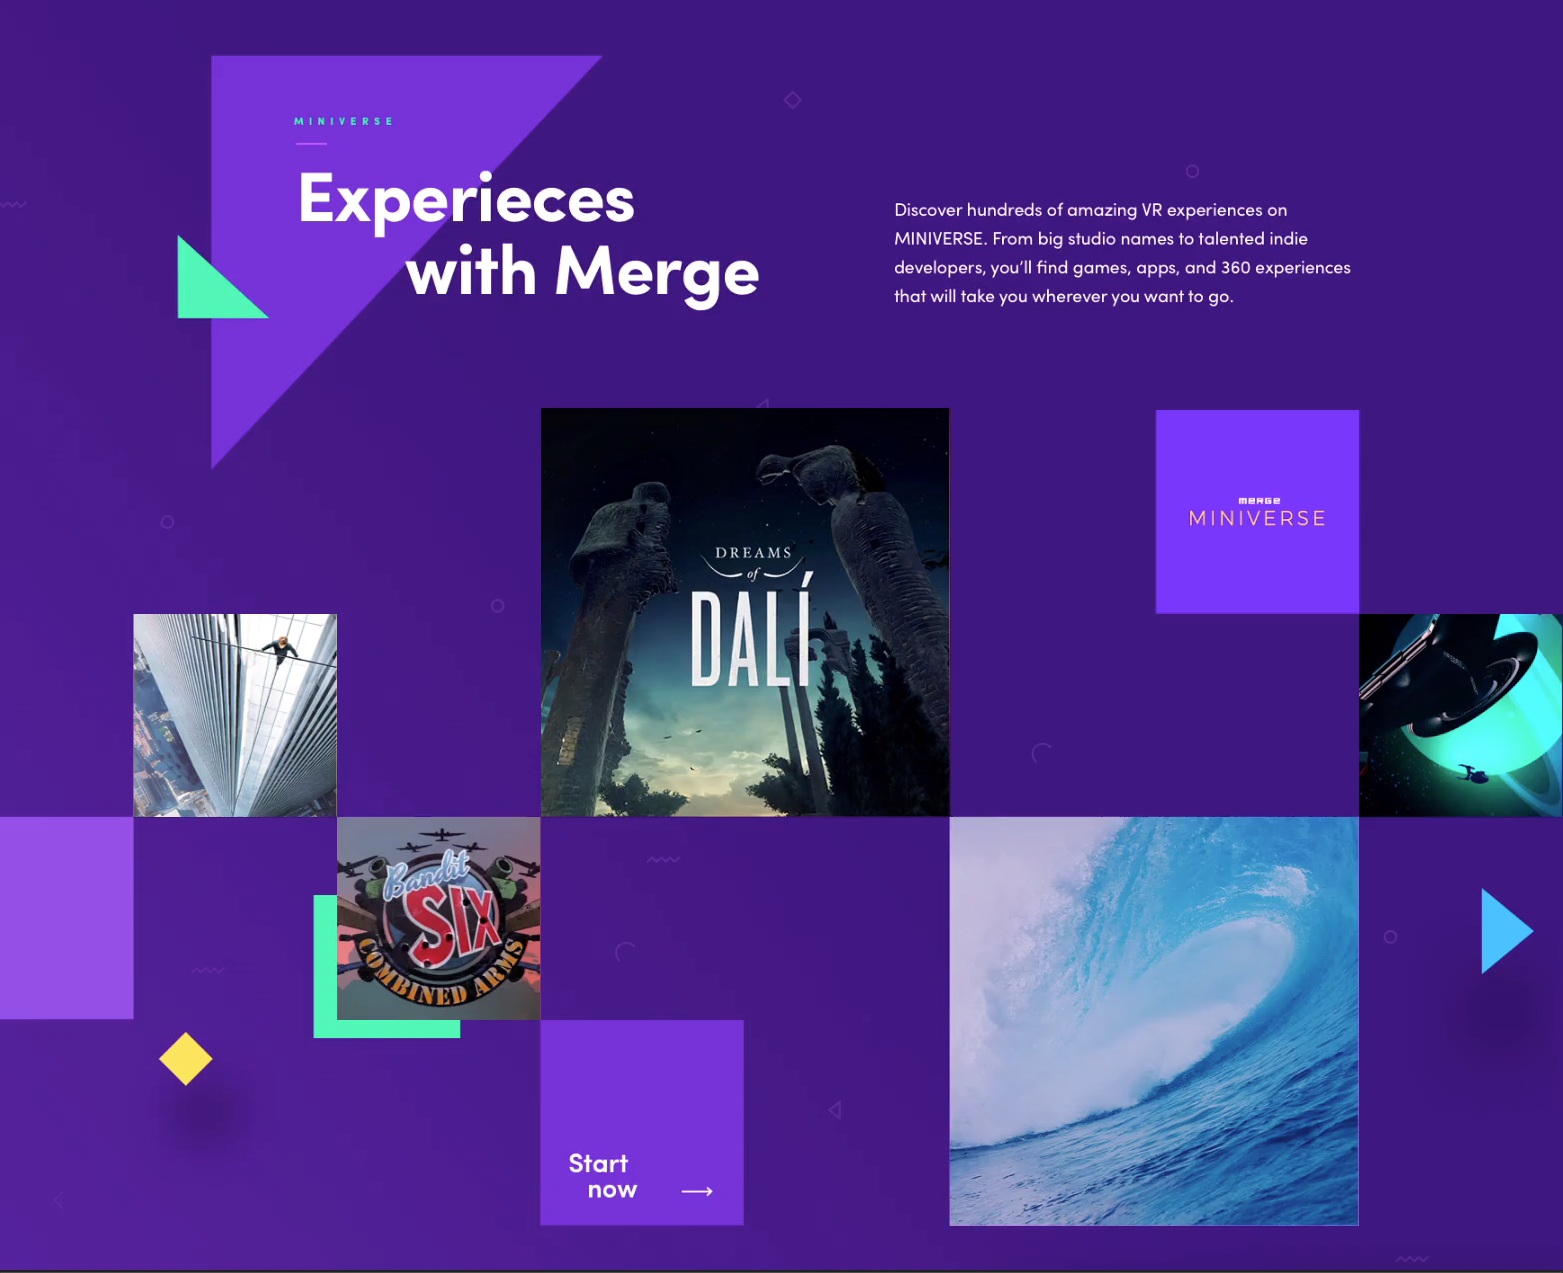 MINIVERSE
Experieces
with Merge
Discover hundreds of amazing VR experiences on
MINIVERSE. From big studio names to talented indie
developers, you'll find games, apps, and 360 experiences
that will take you wherever you want to go.
merge
MINIVERSE
DREAMS
of
DALÍ
Bandit
SIX
COMBINED ARMS
Start
now